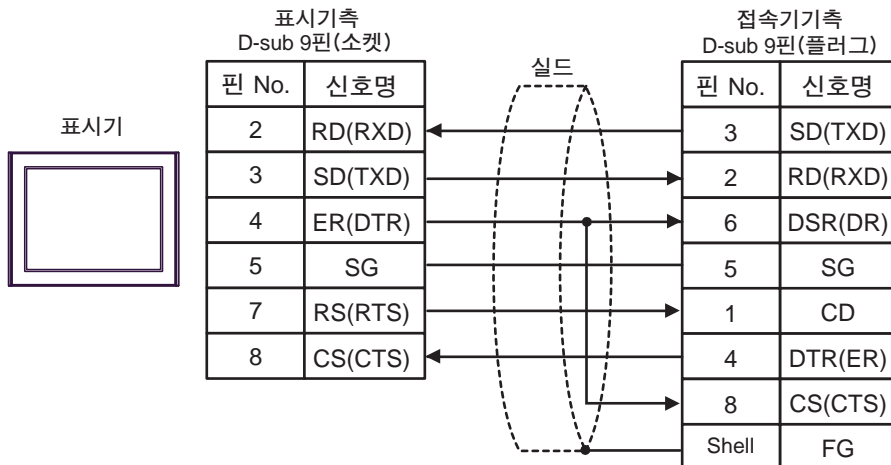 표시기측
D-sub 9핀(소켓)
접속기기측
D-sub 9핀(플러그)
실드
표시기
핀 No. 신호명
2 RD(RXD)
3 SD(TXD)
4 ER(DTR)
5 SG
7 RS(RTS)
8 CS(CTS)
핀 No. 신호명
3 SD(TXD)
2 RD(RXD)
6 DSR(DR)
5 SG
1 CD
4 DTR(ER)
8 CS(CTS)
Shell FG